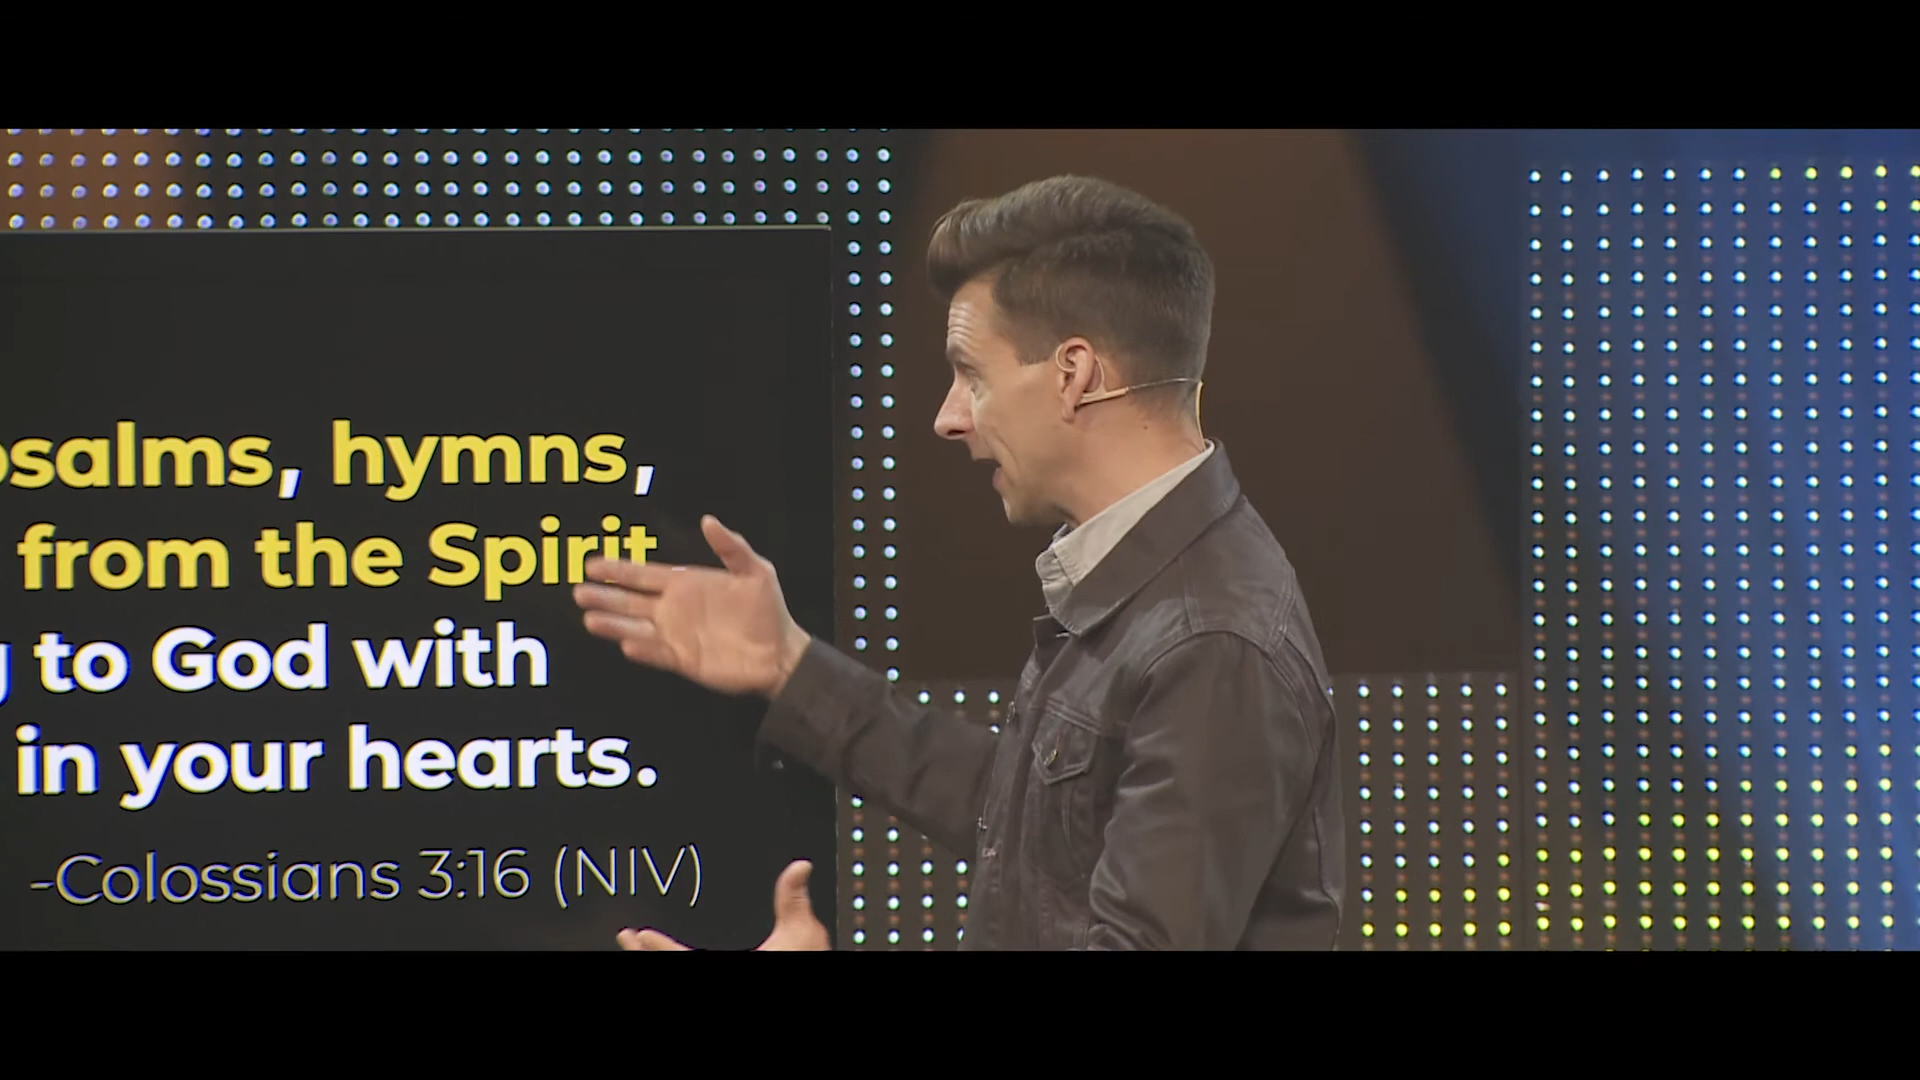 psalms, hymns,
from the Spirit
to God with
in your hearts.
-Colossians 3:16 (NIV)